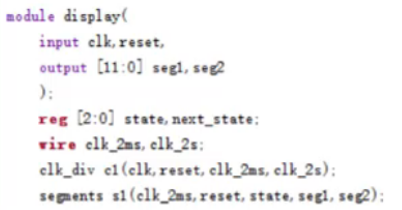 module display(
input clk,reset,
output [11:0] seg1,seg2
);
reg [2:0] state,next_state;
wire clk_2ms,clk_2s;
clk_div c1(clk,reset,clk_2ms,clk_2s);
segments s1(clk_2ms,reset,state,seg1,seg2);